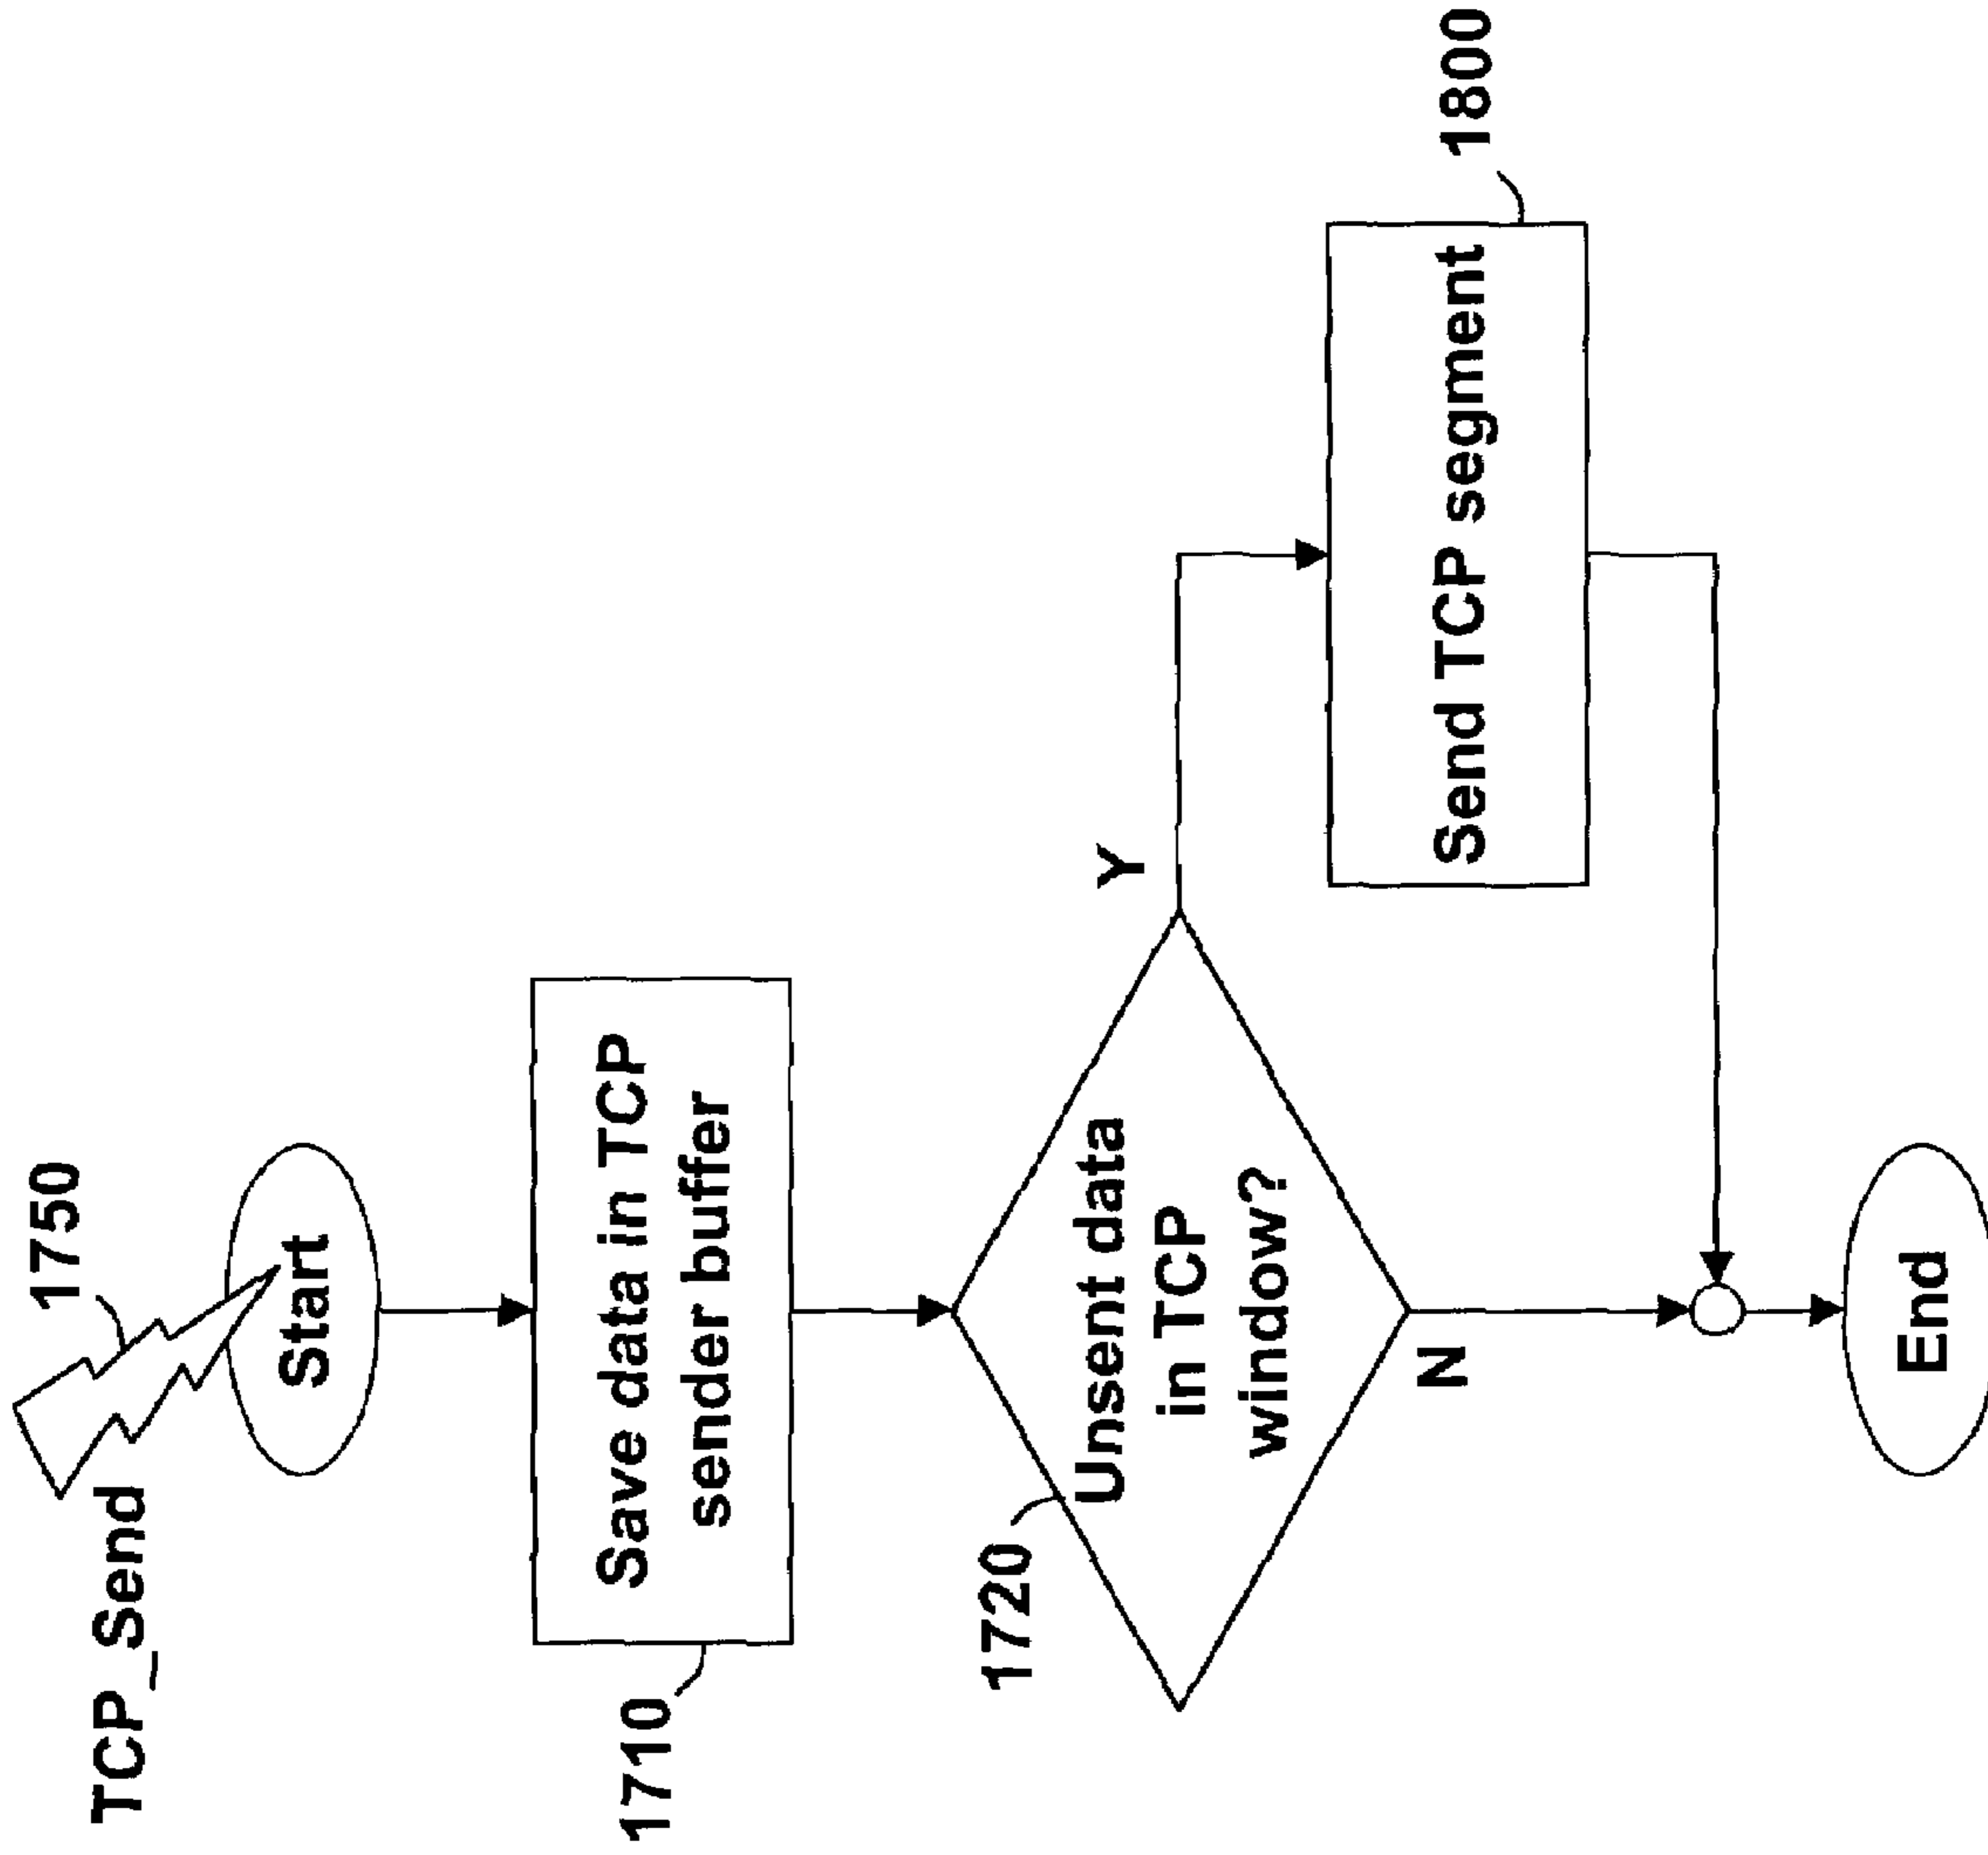 TCP_Send
1750
Start
1710
Save data in TCP
sender buffer
1720
Unsent data
in TCP
window?
Y
N
Send TCP segment
1800
End